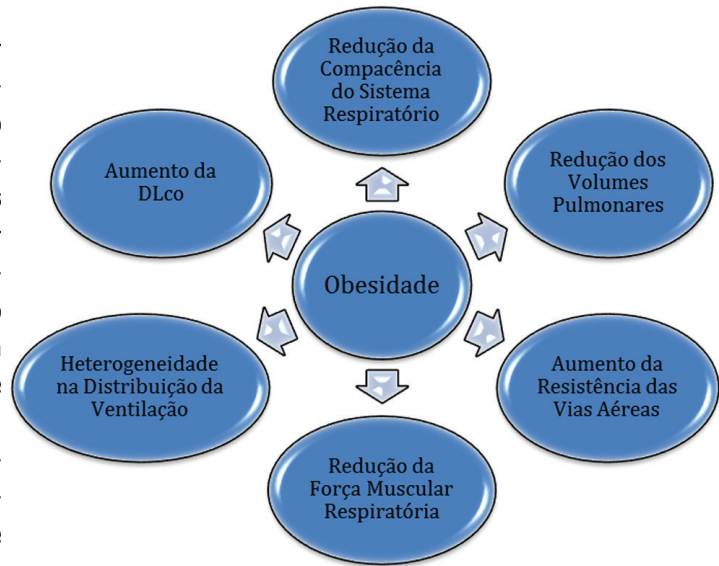 Redução da
Compacência
do Sistema
Respiratório
Aumento da
DLco
Redução dos
Volumes
Pulmonares
Obesidade
Heterogeneidade
na Distribuição da
Ventilação
Aumento da
Resistência das
Vias Aéreas
Redução da
Força Muscular
Respiratória